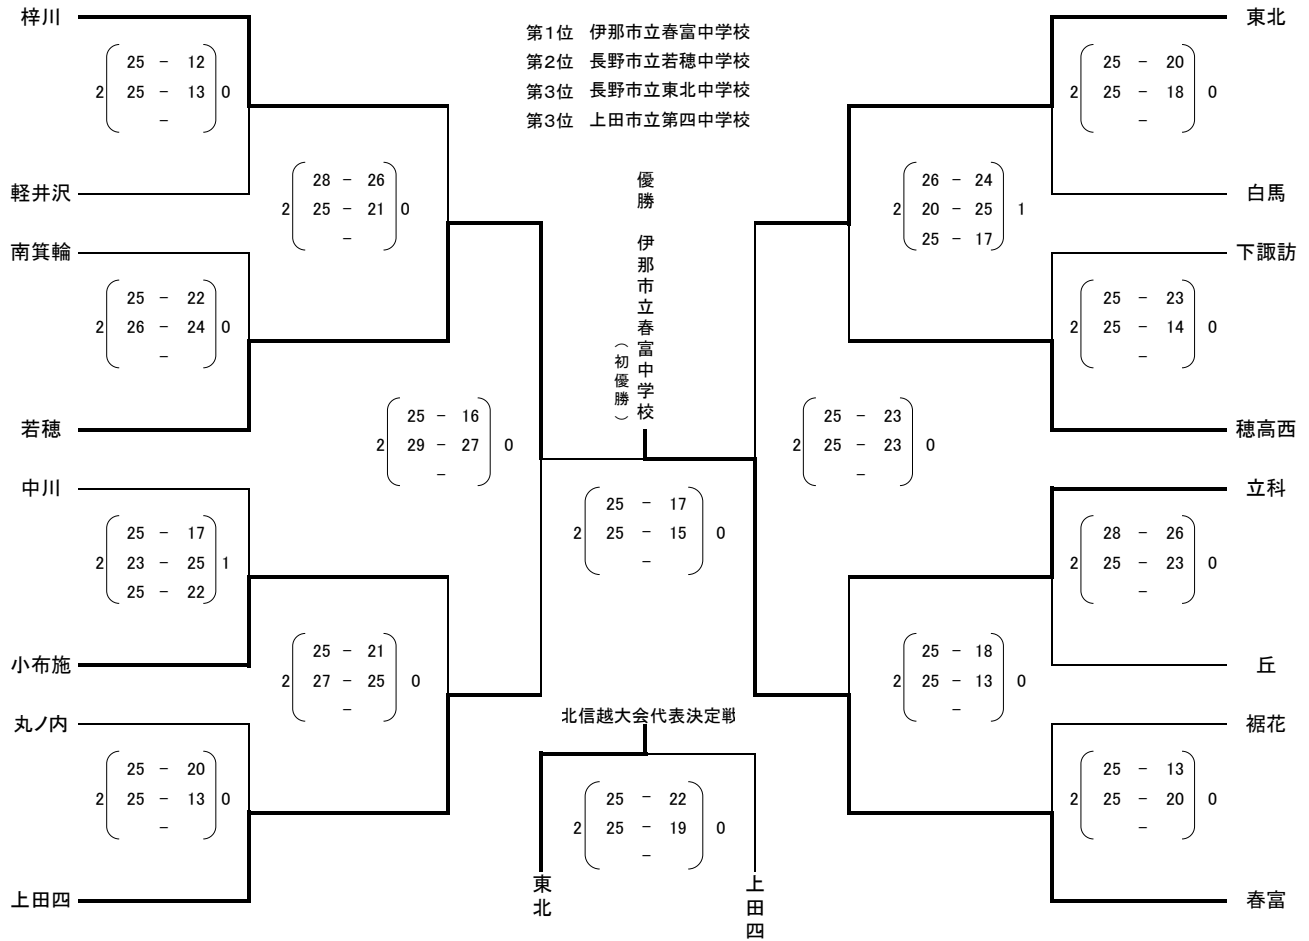 第1位 伊那市立春富中学校
第2位 長野市立若穂中学校
第3位 長野市立東北中学校
第3位 上田市立第四中学校
優勝 伊那市立春富中学校
(初優勝)
梓川
25 - 12
2 25 - 13 0
-
軽井沢
28 - 26
2 25 - 21 0
-
南箕輪
25 - 22
2 26 - 24 0
-
若穂
25 - 16
2 29 - 27 0
-
中川
25 - 17
2 23 - 25 1
25 - 22
小布施
25 - 21
2 27 - 25 0
-
丸ノ内
25 - 20
2 25 - 13 0
-
上田四
25 - 17
2 25 - 15 0
-
北信越大会代表決定戦
25 - 22
2 25 - 19 0
-
東北
上田四
東北
25 - 20
2 25 - 18 0
-
白馬
26 - 24
2 20 - 25 1
25 - 17
下諏訪
25 - 23
2 25 - 14 0
-
穂高西
25 - 23
2 25 - 23 0
-
立科
28 - 26
2 25 - 23 0
-
丘
25 - 18
2 25 - 13 0
-
裾花
25 - 13
2 25 - 20 0
-
春富